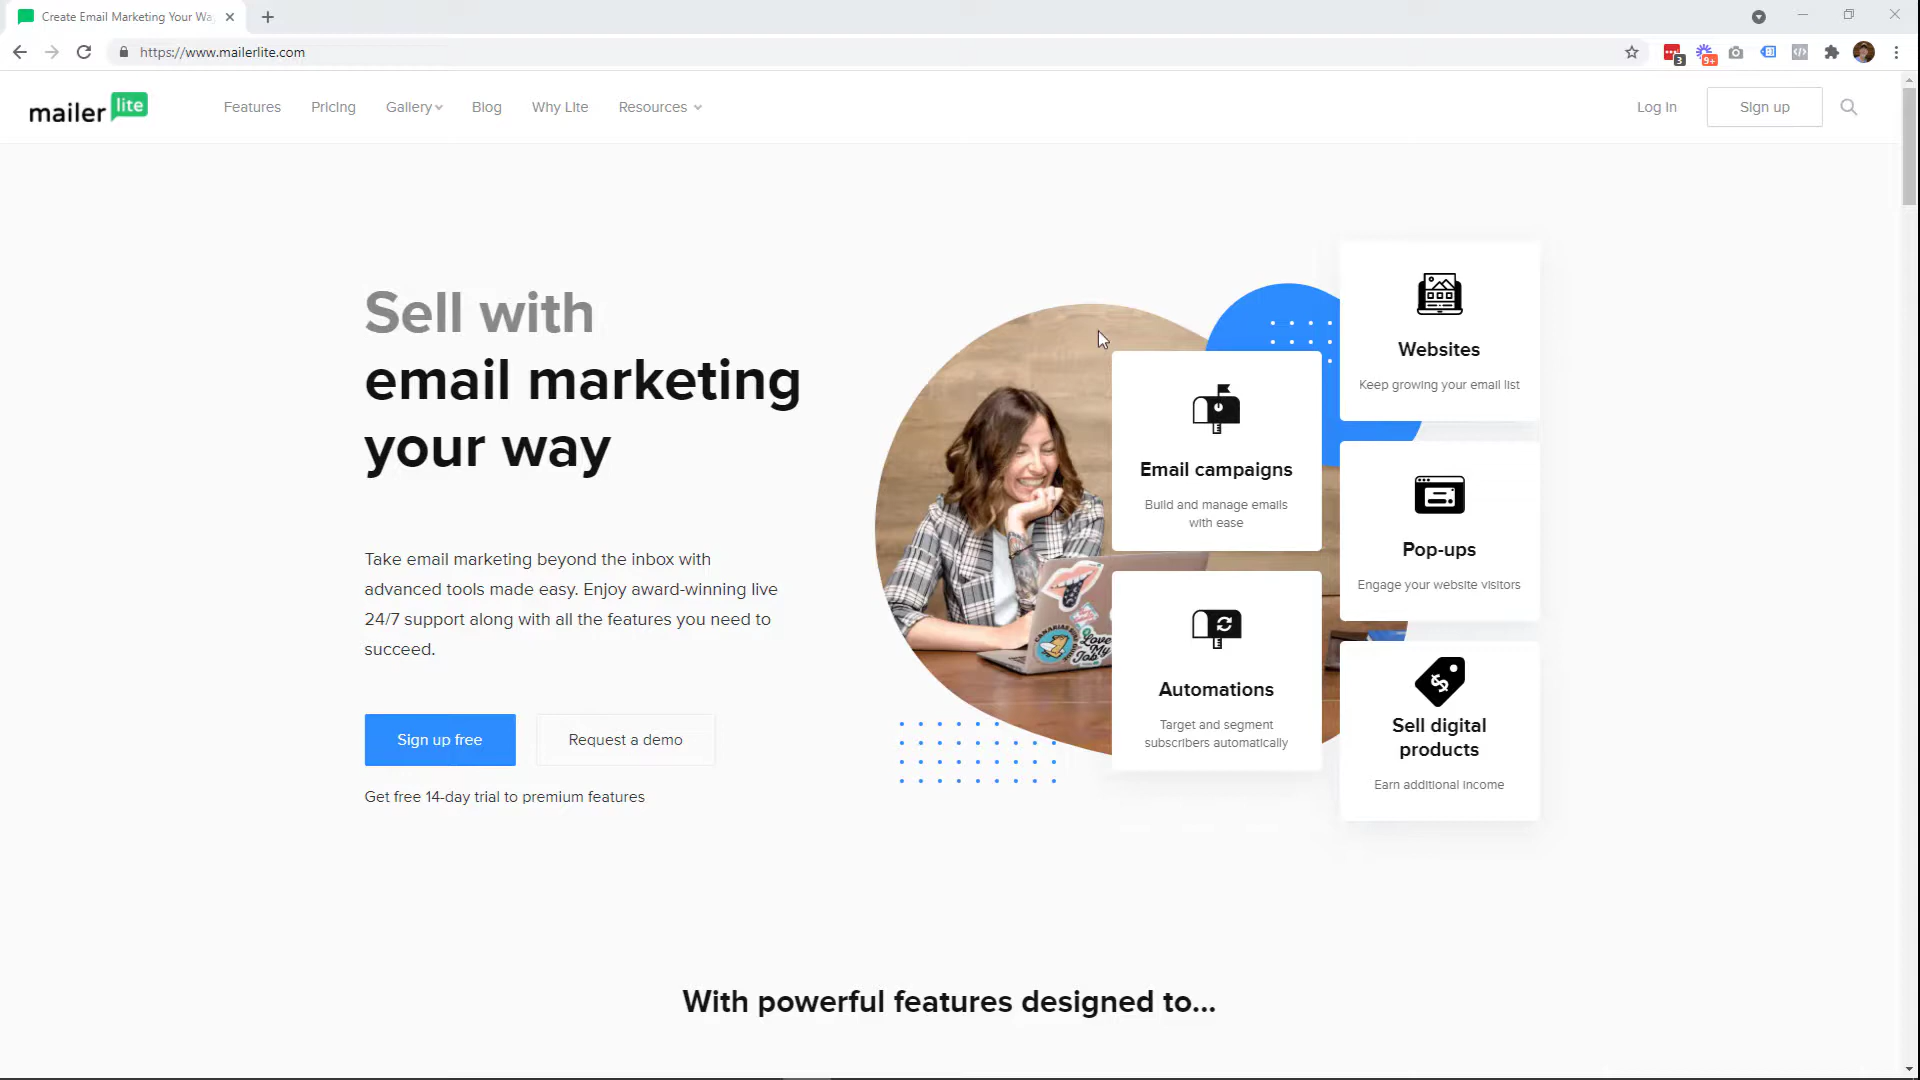 Create Email Marketing Your Wa
https://www.mailerlite.com
3
9+
mailer lite
Features
Pricing
Gallery
Blog
Why Lite
Resources
Log In
Sign up
Sell with
email marketing
your way
Take email marketing beyond the inbox with
advanced tools made easy. Enjoy award-winning live
24/7 support along with all the features you need to
succeed.
Sign up free
Request a demo
Get free 14-day trial to premium features
Love
My
Job
Email campaigns
Build and manage emails
with ease
Automations
Target and segment
subscribers automatically
Websites
Keep growing your email list
Pop-ups
Engage your website visitors
Sell digital
products
Earn additional income
With powerful features designed to...